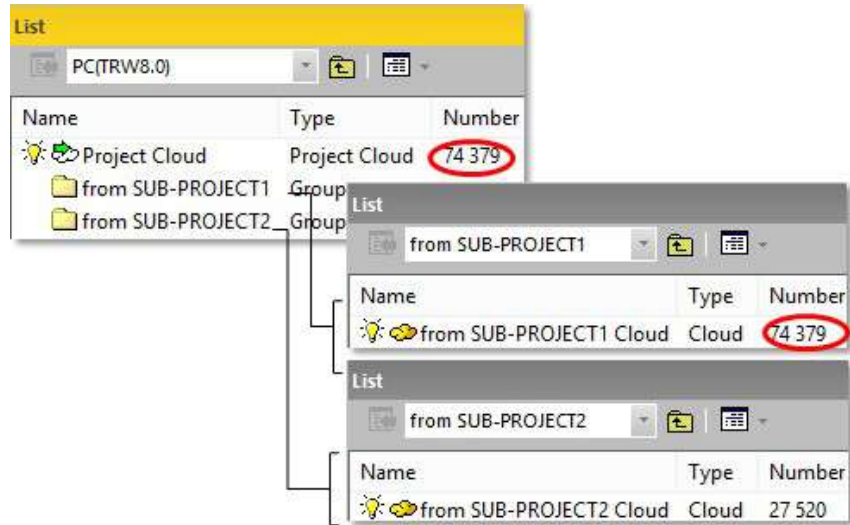 List
PC(TRW8.0)
Name Type Number
Project Cloud Project Cloud 74 379
from SUB-PROJECT1 Group
from SUB-PROJECT2 Group
List
from SUB-PROJECT1
Name Type Number
from SUB-PROJECT1 Cloud Cloud 74 379
List
from SUB-PROJECT2
Name Type Number
from SUB-PROJECT2 Cloud Cloud 27 520